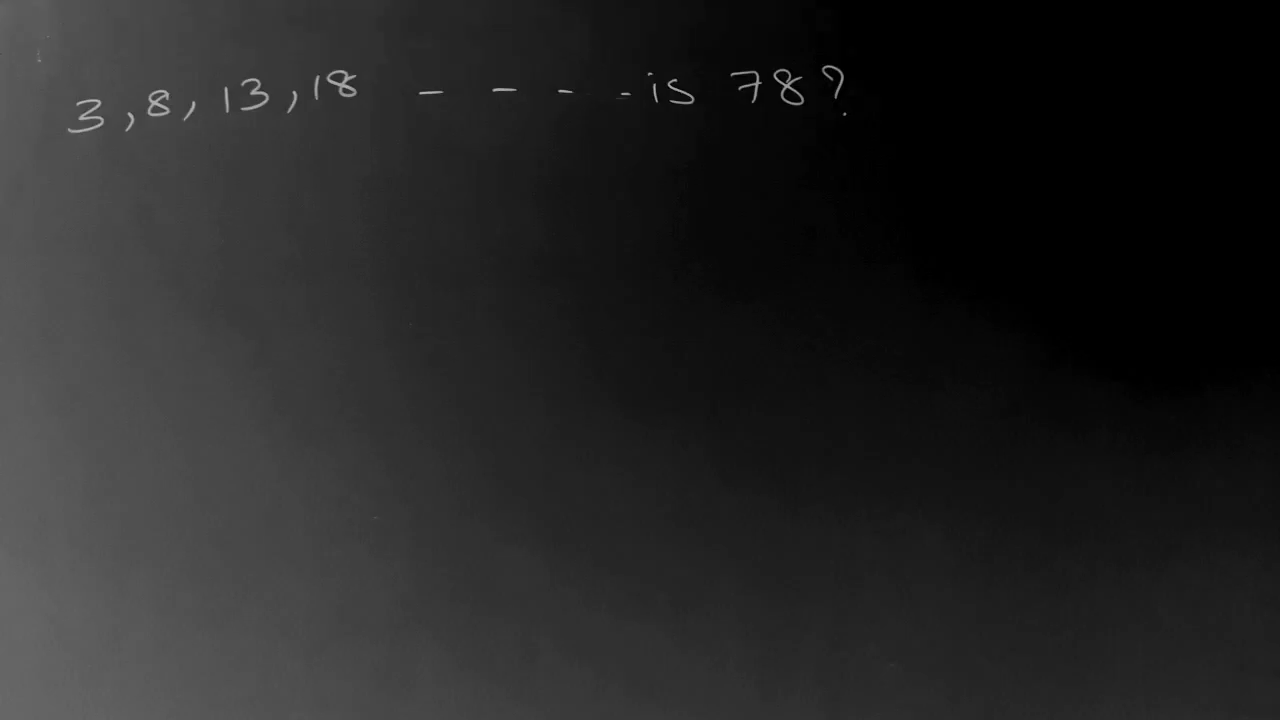 3, 8, 13, 18 - - - - is 78?